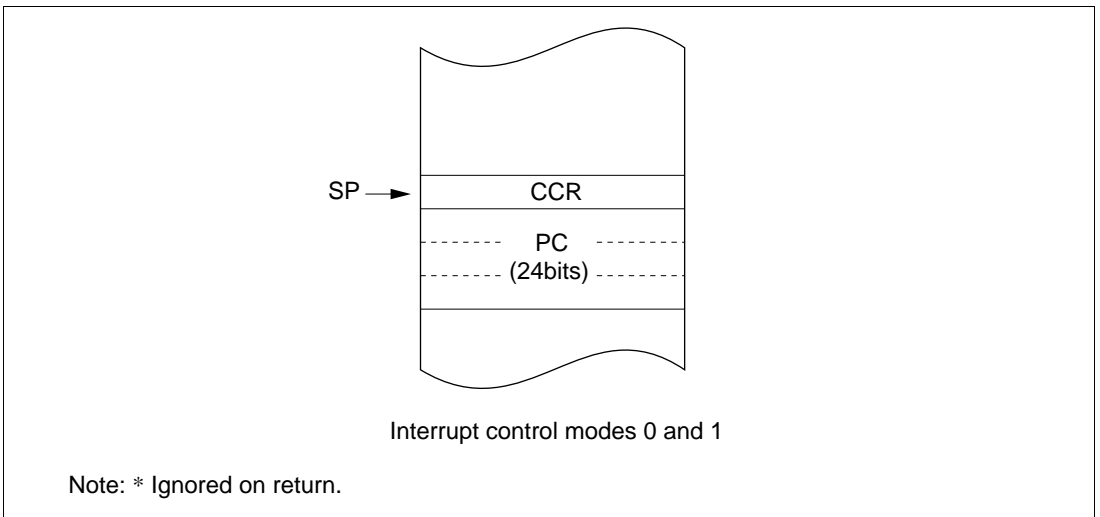 SP
CCR
PC
(24bits)
Interrupt control modes 0 and 1
Note: * Ignored on return.